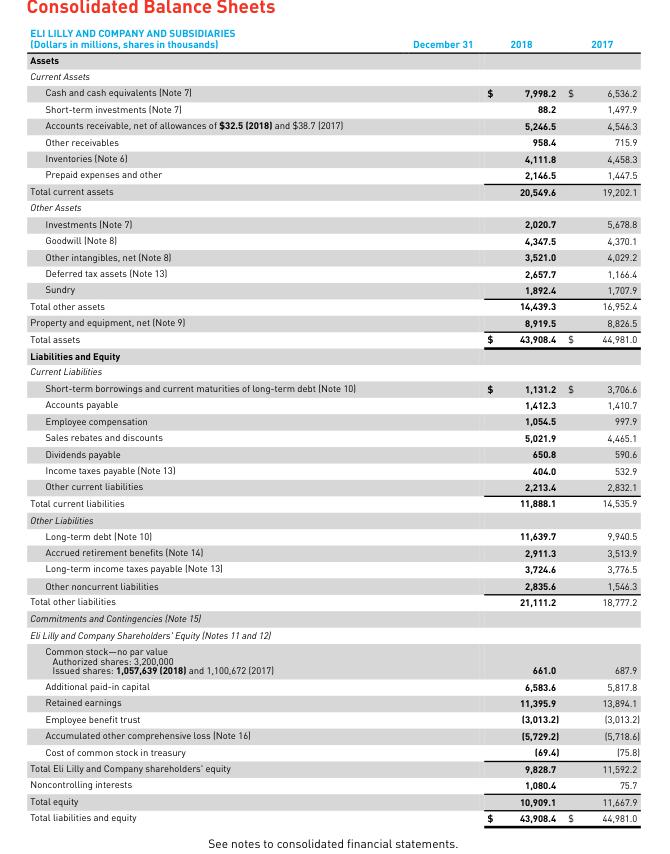 Consolidated Balance Sheets
ELI LILLY AND COMPANY AND SUBSIDIARIES
(Dollars in millions, shares in thousands) December 31 2018 2017
Assets
Current Assets
Cash and cash equivalents (Note 7) $ 7,998.2 $ 6,536.2
Short-term investments (Note 7) 88.2 1,497.9
Accounts receivable, net of allowances of $32.5 (2018) and $38.7 (2017) 5,246.5 4,546.3
Other receivables 958.4 715.9
Inventories (Note 6) 4,111.8 4,458.3
Prepaid expenses and other 2,146.5 1,447.5
Total current assets 20,549.6 19,202.1
Other Assets
Investments (Note 7) 2,020.7 5,678.8
Goodwill (Note 8) 4,347.5 4,370.1
Other intangibles, net (Note 8) 3,521.0 4,029.2
Deferred tax assets (Note 13) 2,657.7 1,166.4
Sundry 1,892.4 1,707.9
Total other assets 14,439.3 16,952.4
Property and equipment, net (Note 9) 8,919.5 8,826.5
Total assets $ 43,908.4 $ 44,981.0
Liabilities and Equity
Current Liabilities
Short-term borrowings and current maturities of long-term debt (Note 10) $ 1,131.2 $ 3,706.6
Accounts payable 1,412.3 1,410.7
Employee compensation 1,054.5 997.9
Sales rebates and discounts 5,021.9 4,465.1
Dividends payable 650.8 590.6
Income taxes payable (Note 13) 404.0 532.9
Other current liabilities 2,213.4 2,832.1
Total current liabilities 11,888.1 14,535.9
Other Liabilities
Long-term debt (Note 10) 11,639.7 9,940.5
Accrued retirement benefits (Note 14) 2,911.3 3,513.9
Long-term income taxes payable (Note 13) 3,724.6 3,776.5
Other noncurrent liabilities 2,835.6 1,546.3
Total other liabilities 21,111.2 18,777.2
Commitments and Contingencies (Note 15)
Eli Lilly and Company Shareholders' Equity (Notes 11 and 12)
Common stock—no par value
Authorized shares: 3,200,000
Issued shares: 1,057,639 (2018) and 1,100,672 (2017) 661.0 687.9
Additional paid-in capital 6,583.6 5,817.8
Retained earnings 11,395.9 13,894.1
Employee benefit trust (3,013.2) (3,013.2)
Accumulated other comprehensive loss (Note 16) (5,729.2) (5,718.6)
Cost of common stock in treasury (69.4) (75.8)
Total Eli Lilly and Company shareholders' equity 9,828.7 11,592.2
Noncontrolling interests 1,080.4 75.7
Total equity 10,909.1 11,667.9
Total liabilities and equity $ 43,908.4 $ 44,981.0
See notes to consolidated financial statements.